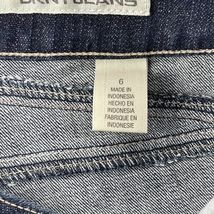 DKNY JEANS
6
MADE IN
INDONESIA
HECHO EN
INDONESIA
FABRIQUE EN
INDONESIE